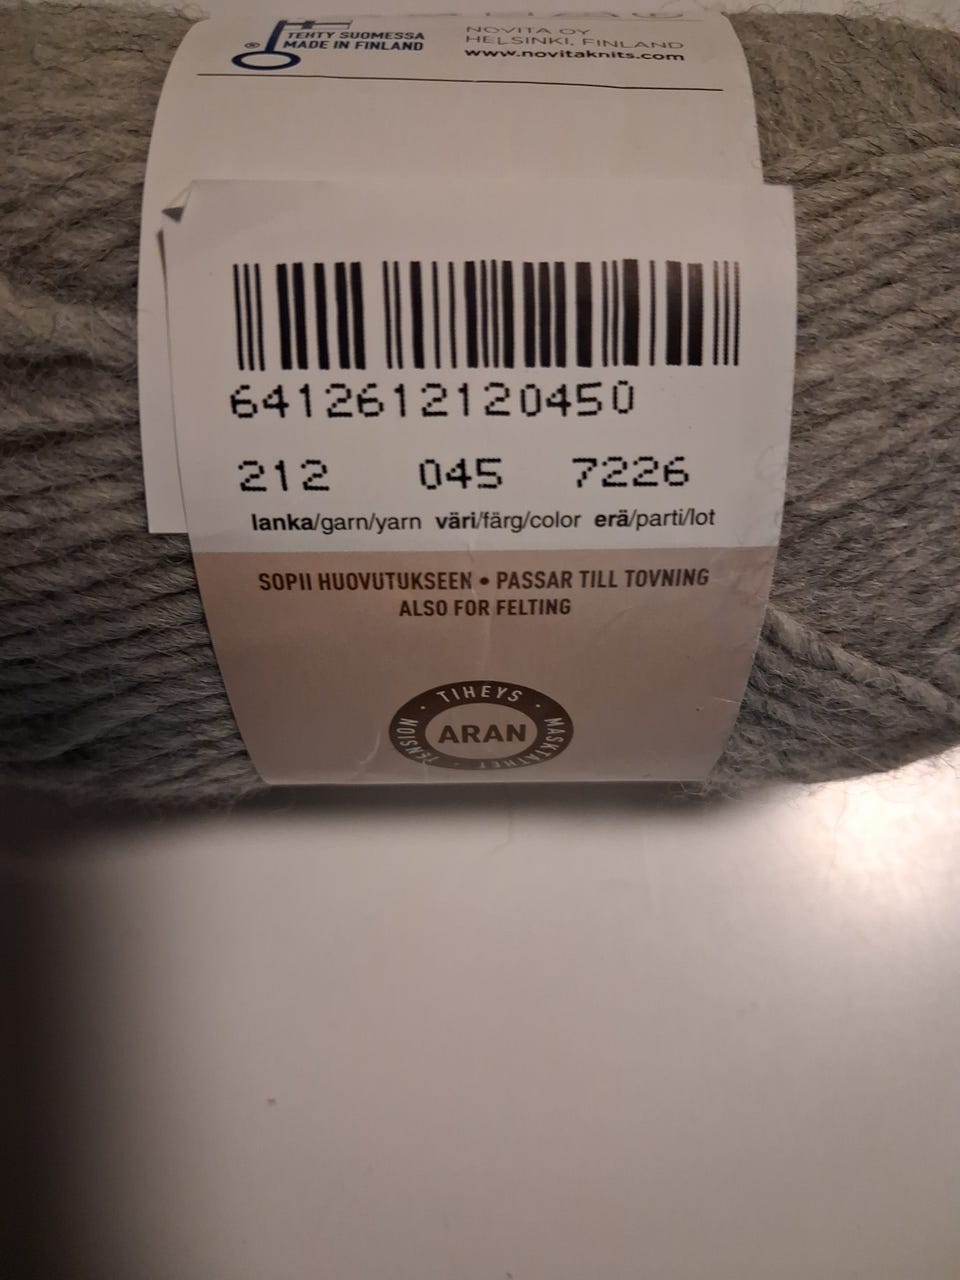 TEHTY SUOMESSA
MADE IN FINLAND
®
NOVITA OY
HELSINKI, FINLAND
www.novitaknits.com
6412612120450
212 045 7226
lanka/garn/yarn väri/färg/color erä/parti/lot
SOPII HUOVUTUKSEEN • PASSAR TILL TOVNING
ALSO FOR FELTING
TIHEYS · MASKTÄTHET · TENSION ·
ARAN